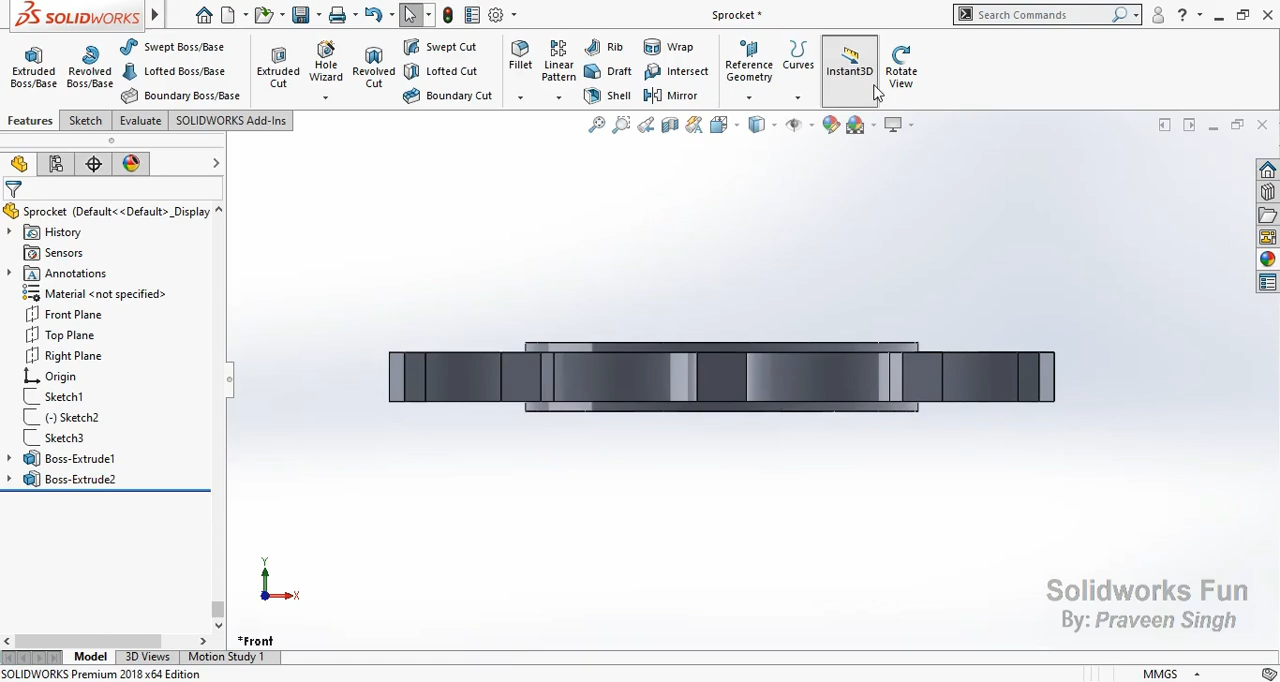 SOLIDWORKS
Sprocket *
Search Commands
Extruded Boss/Base
Revolved Boss/Base
Swept Boss/Base
Lofted Boss/Base
Boundary Boss/Base
Extruded Cut
Hole Wizard
Revolved Cut
Swept Cut
Lofted Cut
Boundary Cut
Fillet
Linear Pattern
Rib
Draft
Shell
Wrap
Intersect
Mirror
Reference Geometry
Curves
Instant3D
Rotate View
Features
Sketch
Evaluate
SOLIDWORKS Add-Ins
Sprocket (Default<<Default>_Display
History
Sensors
Annotations
Material <not specified>
Front Plane
Top Plane
Right Plane
Origin
Sketch1
(-) Sketch2
Sketch3
Boss-Extrude1
Boss-Extrude2
Y
X
*Front
Solidworks Fun
By: Praveen Singh
Model
3D Views
Motion Study 1
SOLIDWORKS Premium 2018 x64 Edition
MMGS